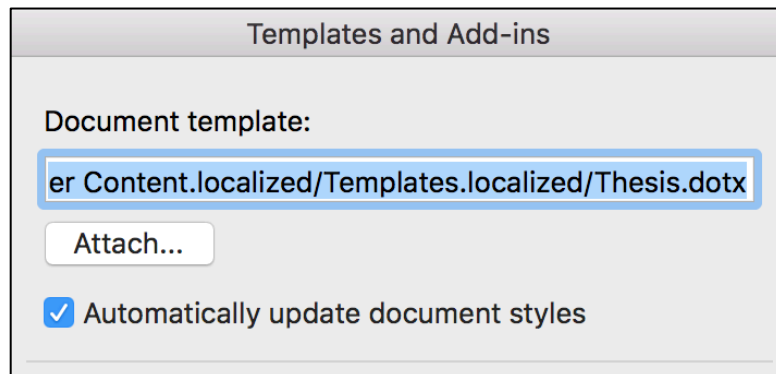 Templates and Add-ins
Document template:
er Content.localized/Templates.localized/Thesis.dotx
Attach...
Automatically update document styles